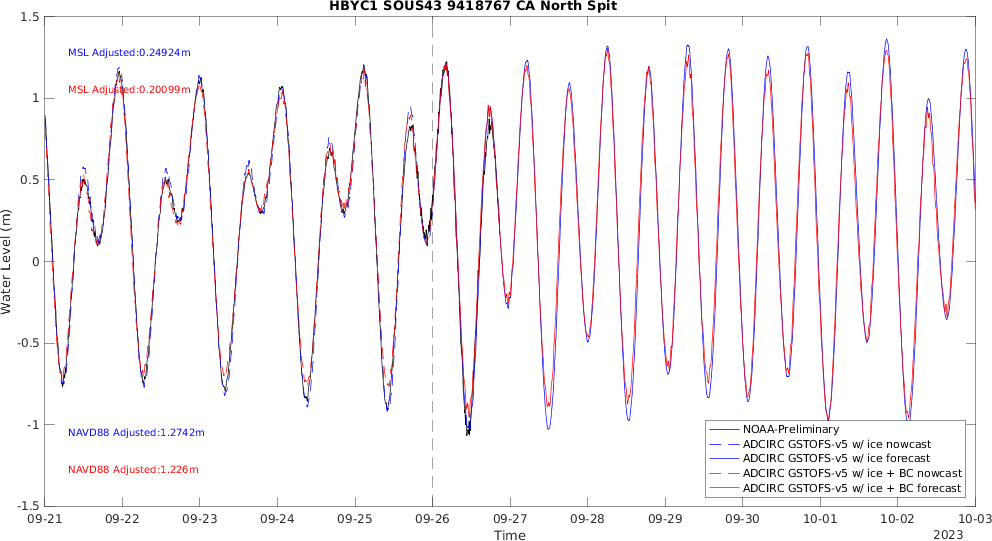 HBYC1 SOUS43 9418767 CA North Spit
MSL Adjusted:0.24924m
MSL Adjusted:0.20099m
NAVD88 Adjusted:1.2742m
NAVD88 Adjusted:1.226m
Water Level (m)
1.5
1
0.5
0
-0.5
-1
-1.5
NOAA-Preliminary
ADCIRC GSTOFS-v5 w/ ice nowcast
ADCIRC GSTOFS-v5 w/ ice forecast
ADCIRC GSTOFS-v5 w/ ice + BC nowcast
ADCIRC GSTOFS-v5 w/ ice + BC forecast
09-21 09-22 09-23 09-24 09-25 09-26 09-27 09-28 09-29 09-30 10-01 10-02 10-03
Time
2023